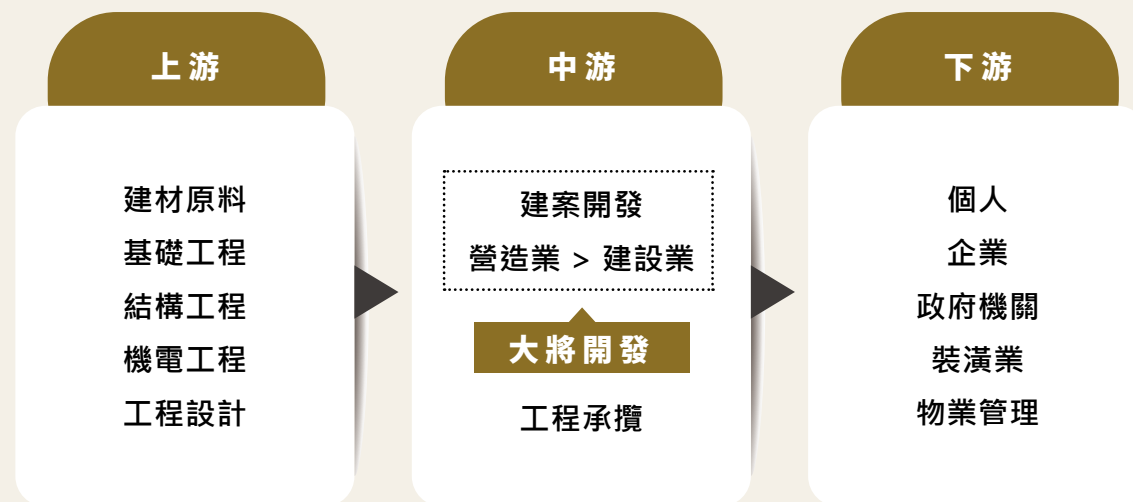 上游
建材原料
基礎工程
結構工程
機電工程
工程設計
中游
建案開發
營造業 > 建設業
大將開發
工程承攬
下游
個人
企業
政府機關
裝潢業
物業管理